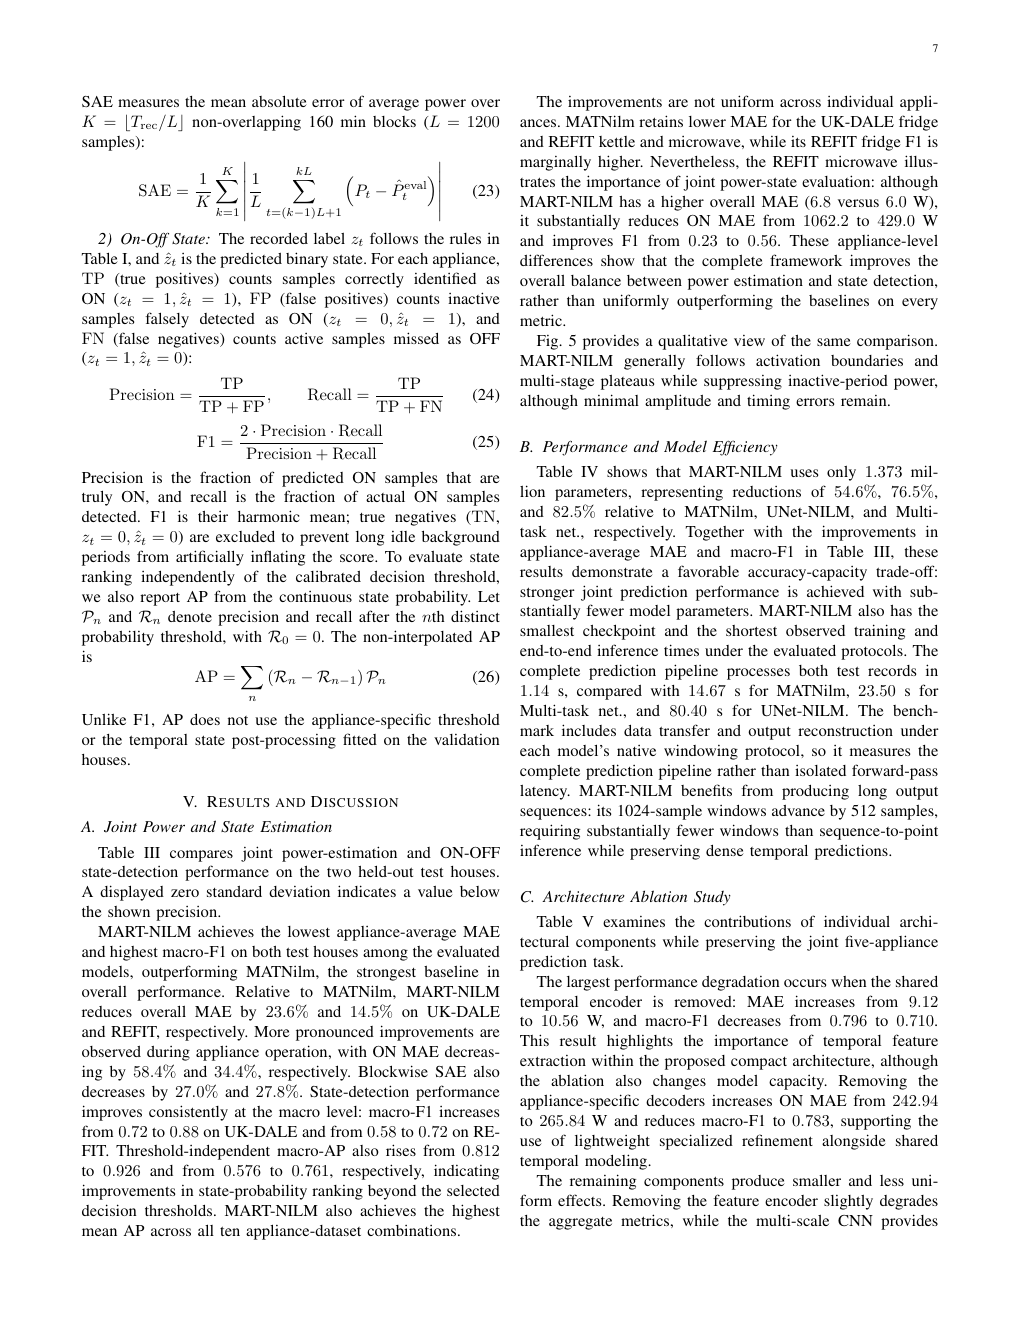 7
SAE measures the mean absolute error of average power over
K = ⌊T_rec/L⌋ non-overlapping 160 min blocks (L = 1200
samples):
SAE = 1/K ∑_{k=1}^{K} | 1/L ∑_{t=(k−1)L+1}^{kL} ( P_t − P̂_t^eval ) | (23)
2) On-Off State: The recorded label z_t follows the rules in
Table I, and ẑ_t is the predicted binary state. For each appliance,
TP (true positives) counts samples correctly identified as
ON (z_t = 1, ẑ_t = 1), FP (false positives) counts inactive
samples falsely detected as ON (z_t = 0, ẑ_t = 1), and
FN (false negatives) counts active samples missed as OFF
(z_t = 1, ẑ_t = 0):
Precision = TP / (TP + FP), Recall = TP / (TP + FN) (24)
F1 = 2 · Precision · Recall / (Precision + Recall) (25)
Precision is the fraction of predicted ON samples that are
truly ON, and recall is the fraction of actual ON samples
detected. F1 is their harmonic mean; true negatives (TN,
z_t = 0, ẑ_t = 0) are excluded to prevent long idle background
periods from artificially inflating the score. To evaluate state
ranking independently of the calibrated decision threshold,
we also report AP from the continuous state probability. Let
𝒫_n and ℛ_n denote precision and recall after the nth distinct
probability threshold, with ℛ_0 = 0. The non-interpolated AP
is
AP = ∑_n (ℛ_n − ℛ_{n−1}) 𝒫_n (26)
Unlike F1, AP does not use the appliance-specific threshold
or the temporal state post-processing fitted on the validation
houses.
V. RESULTS AND DISCUSSION
A. Joint Power and State Estimation
Table III compares joint power-estimation and ON-OFF
state-detection performance on the two held-out test houses.
A displayed zero standard deviation indicates a value below
the shown precision.
MART-NILM achieves the lowest appliance-average MAE
and highest macro-F1 on both test houses among the evaluated
models, outperforming MATNilm, the strongest baseline in
overall performance. Relative to MATNilm, MART-NILM
reduces overall MAE by 23.6% and 14.5% on UK-DALE
and REFIT, respectively. More pronounced improvements are
observed during appliance operation, with ON MAE decreas-
ing by 58.4% and 34.4%, respectively. Blockwise SAE also
decreases by 27.0% and 27.8%. State-detection performance
improves consistently at the macro level: macro-F1 increases
from 0.72 to 0.88 on UK-DALE and from 0.58 to 0.72 on RE-
FIT. Threshold-independent macro-AP also rises from 0.812
to 0.926 and from 0.576 to 0.761, respectively, indicating
improvements in state-probability ranking beyond the selected
decision thresholds. MART-NILM also achieves the highest
mean AP across all ten appliance-dataset combinations.
The improvements are not uniform across individual appli-
ances. MATNilm retains lower MAE for the UK-DALE fridge
and REFIT kettle and microwave, while its REFIT fridge F1 is
marginally higher. Nevertheless, the REFIT microwave illus-
trates the importance of joint power-state evaluation: although
MART-NILM has a higher overall MAE (6.8 versus 6.0 W),
it substantially reduces ON MAE from 1062.2 to 429.0 W
and improves F1 from 0.23 to 0.56. These appliance-level
differences show that the complete framework improves the
overall balance between power estimation and state detection,
rather than uniformly outperforming the baselines on every
metric.
Fig. 5 provides a qualitative view of the same comparison.
MART-NILM generally follows activation boundaries and
multi-stage plateaus while suppressing inactive-period power,
although minimal amplitude and timing errors remain.
B. Performance and Model Efficiency
Table IV shows that MART-NILM uses only 1.373 mil-
lion parameters, representing reductions of 54.6%, 76.5%,
and 82.5% relative to MATNilm, UNet-NILM, and Multi-
task net., respectively. Together with the improvements in
appliance-average MAE and macro-F1 in Table III, these
results demonstrate a favorable accuracy-capacity trade-off:
stronger joint prediction performance is achieved with sub-
stantially fewer model parameters. MART-NILM also has the
smallest checkpoint and the shortest observed training and
end-to-end inference times under the evaluated protocols. The
complete prediction pipeline processes both test records in
1.14 s, compared with 14.67 s for MATNilm, 23.50 s for
Multi-task net., and 80.40 s for UNet-NILM. The bench-
mark includes data transfer and output reconstruction under
each model's native windowing protocol, so it measures the
complete prediction pipeline rather than isolated forward-pass
latency. MART-NILM benefits from producing long output
sequences: its 1024-sample windows advance by 512 samples,
requiring substantially fewer windows than sequence-to-point
inference while preserving dense temporal predictions.
C. Architecture Ablation Study
Table V examines the contributions of individual archi-
tectural components while preserving the joint five-appliance
prediction task.
The largest performance degradation occurs when the shared
temporal encoder is removed: MAE increases from 9.12
to 10.56 W, and macro-F1 decreases from 0.796 to 0.710.
This result highlights the importance of temporal feature
extraction within the proposed compact architecture, although
the ablation also changes model capacity. Removing the
appliance-specific decoders increases ON MAE from 242.94
to 265.84 W and reduces macro-F1 to 0.783, supporting the
use of lightweight specialized refinement alongside shared
temporal modeling.
The remaining components produce smaller and less uni-
form effects. Removing the feature encoder slightly degrades
the aggregate metrics, while the multi-scale CNN provides